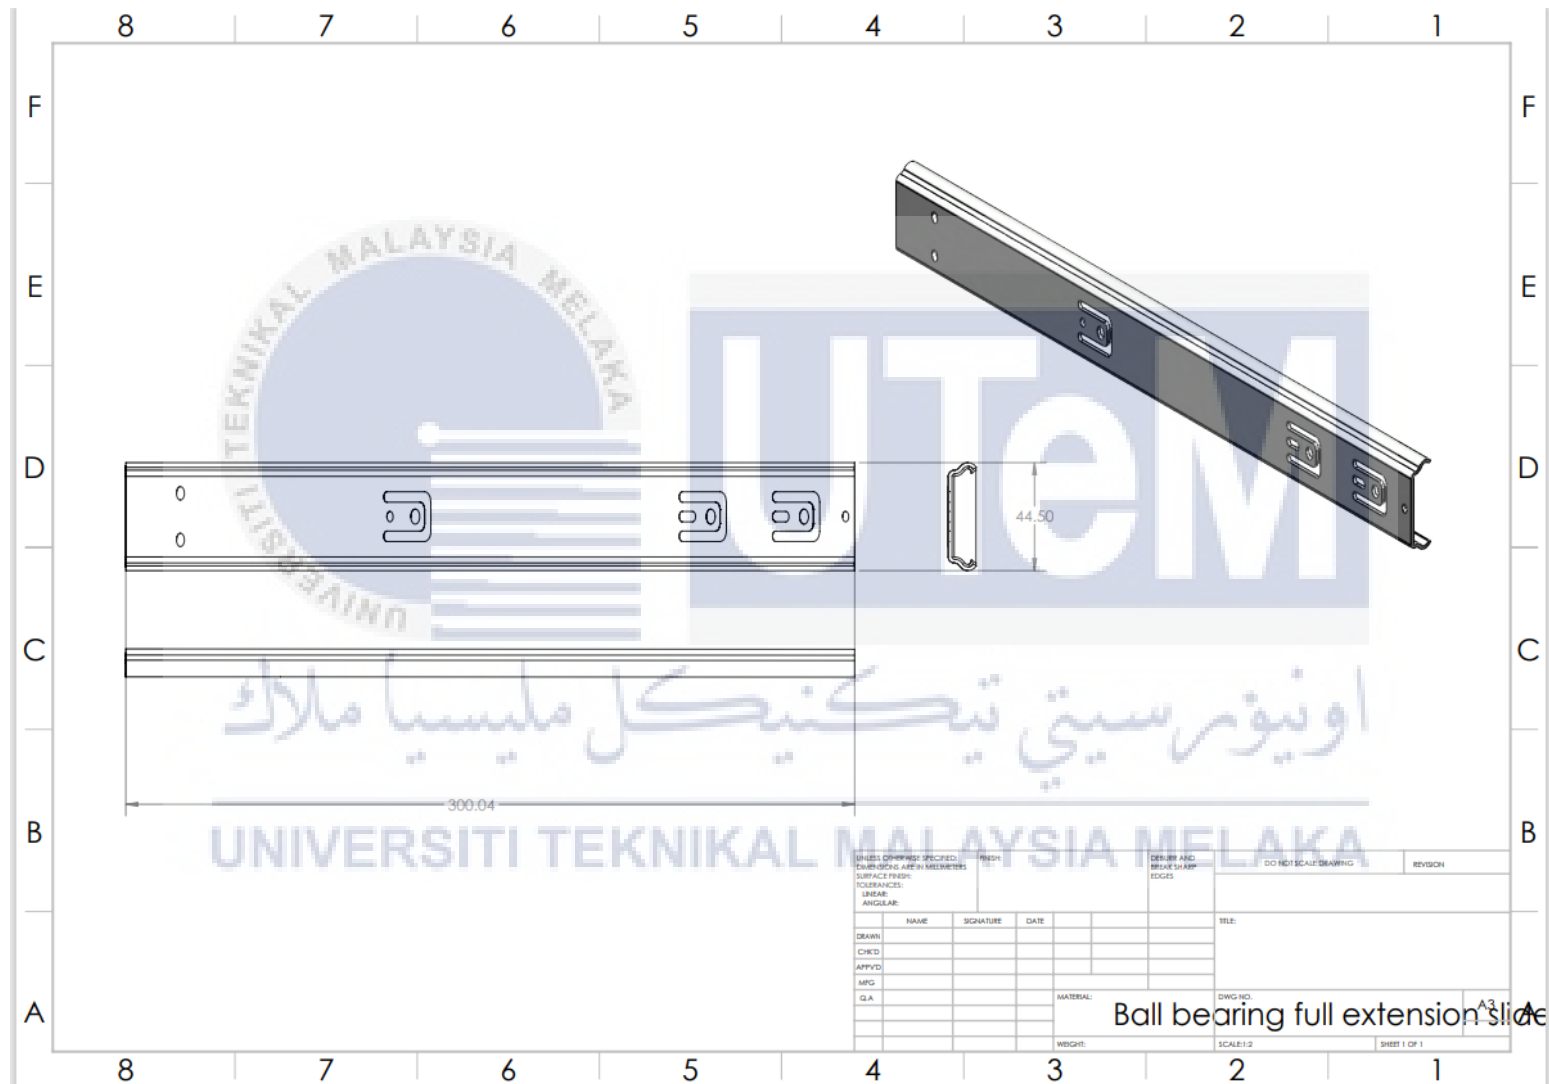 8 7 6 5 4 3 2 1
F F
E E
D D
C C
B B
A A
UNIVERSITI TEKNIKAL MALAYSIA MELAKA
UTeM
44.50
اونيۏرسيتي تيكنيكل مليسيا ملاك
300.04
UNIVERSITI TEKNIKAL MALAYSIA MELAKA
UNLESS OTHERWISE SPECIFIED:
DIMENSIONS ARE IN MILLIMETERS
SURFACE FINISH:
TOLERANCES:
LINEAR:
ANGULAR:
FINISH:
DEBURR AND
BREAK SHARP
EDGES
DO NOT SCALE DRAWING
REVISION
NAME SIGNATURE DATE
TITLE:
DRAWN
CHK'D
APPV'D
MFG
Q.A
MATERIAL:
DWG NO.
Ball bearing full extension slide
A3
WEIGHT:
SCALE:1:2
SHEET 1 OF 1
8 7 6 5 4 3 2 1